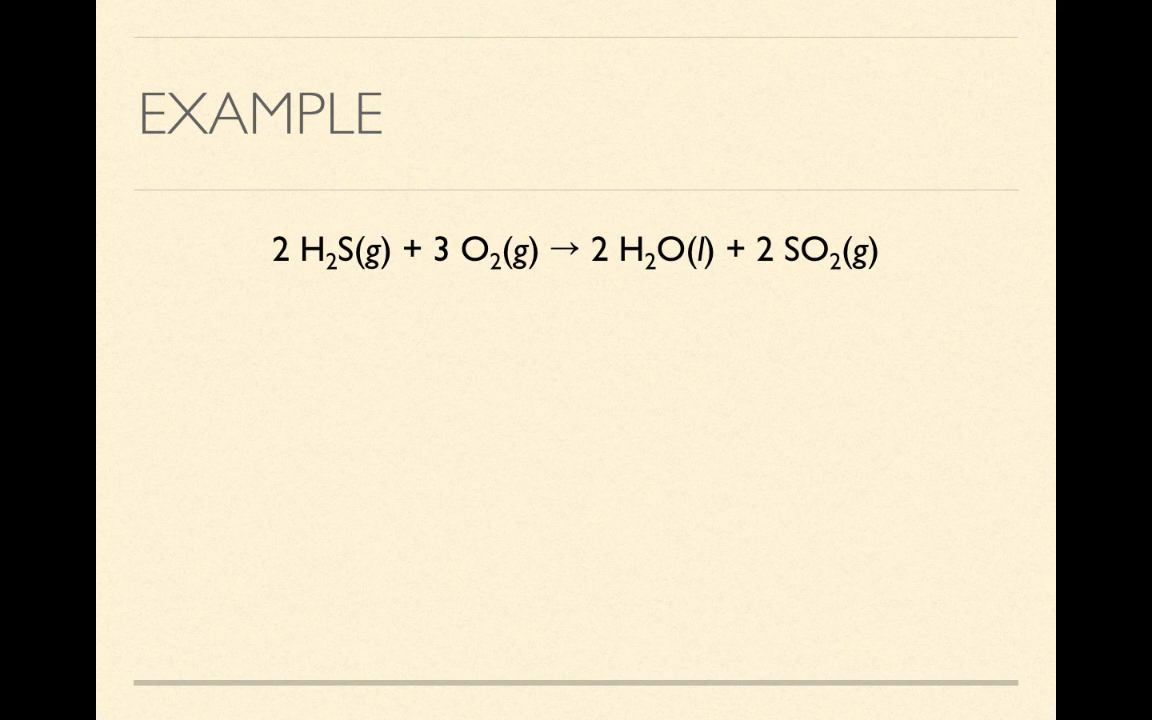 EXAMPLE
2 H₂S(g) + 3 O₂(g) → 2 H₂O(l) + 2 SO₂(g)